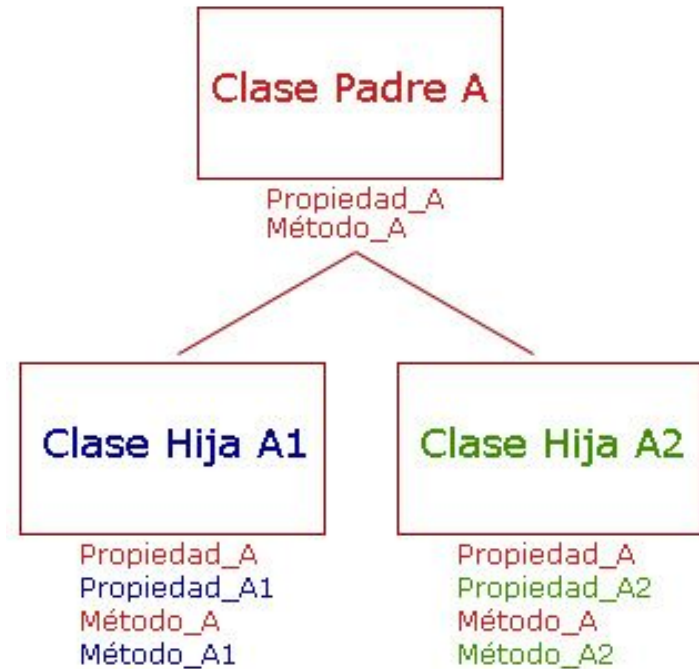 Clase Padre A
Propiedad_A
Método_A
Clase Hija A1
Propiedad_A
Propiedad_A1
Método_A
Método_A1
Clase Hija A2
Propiedad_A
Propiedad_A2
Método_A
Método_A2